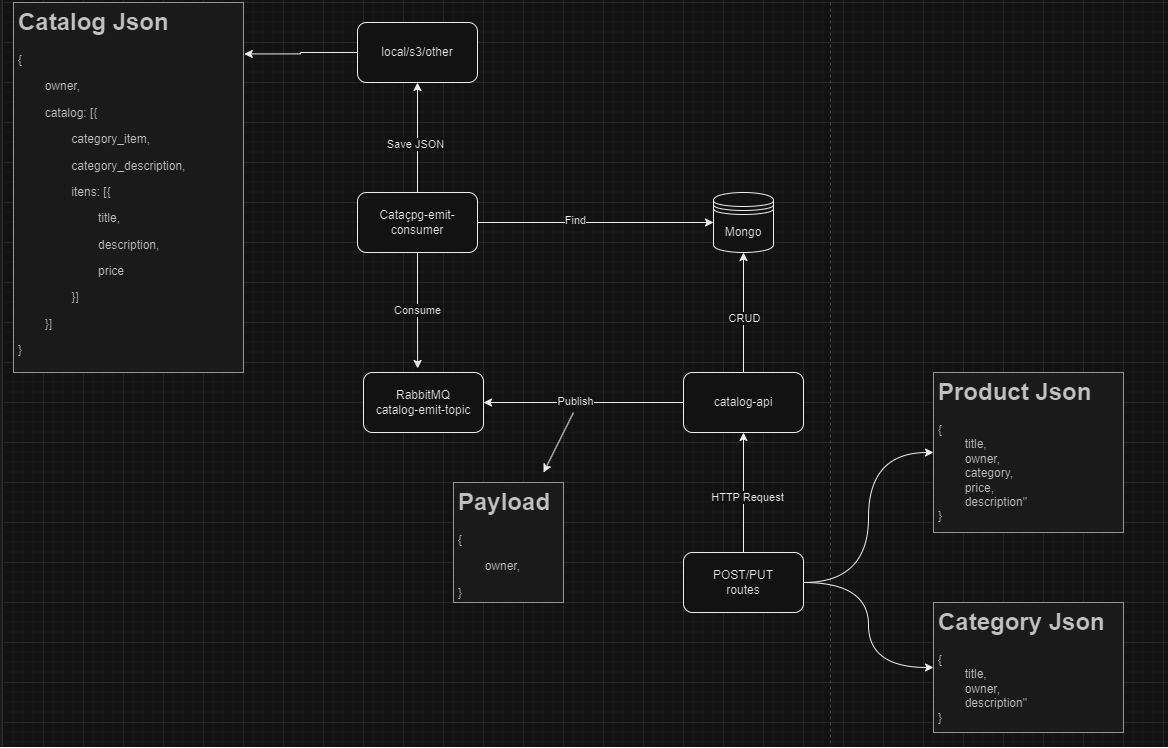 Catalog Json
{
owner,
catalog: [{
category_item,
category_description,
itens: [{
title,
description,
price
}]
}]
}
local/s3/other
Save JSON
Cataçpg-emit-
consumer
Find
Mongo
Consume
CRUD
RabbitMQ
catalog-emit-topic
Publish
catalog-api
Payload
{
owner,
}
HTTP Request
POST/PUT
routes
Product Json
{
title,
owner,
category,
price,
description"
}
Category Json
{
title,
owner,
description"
}